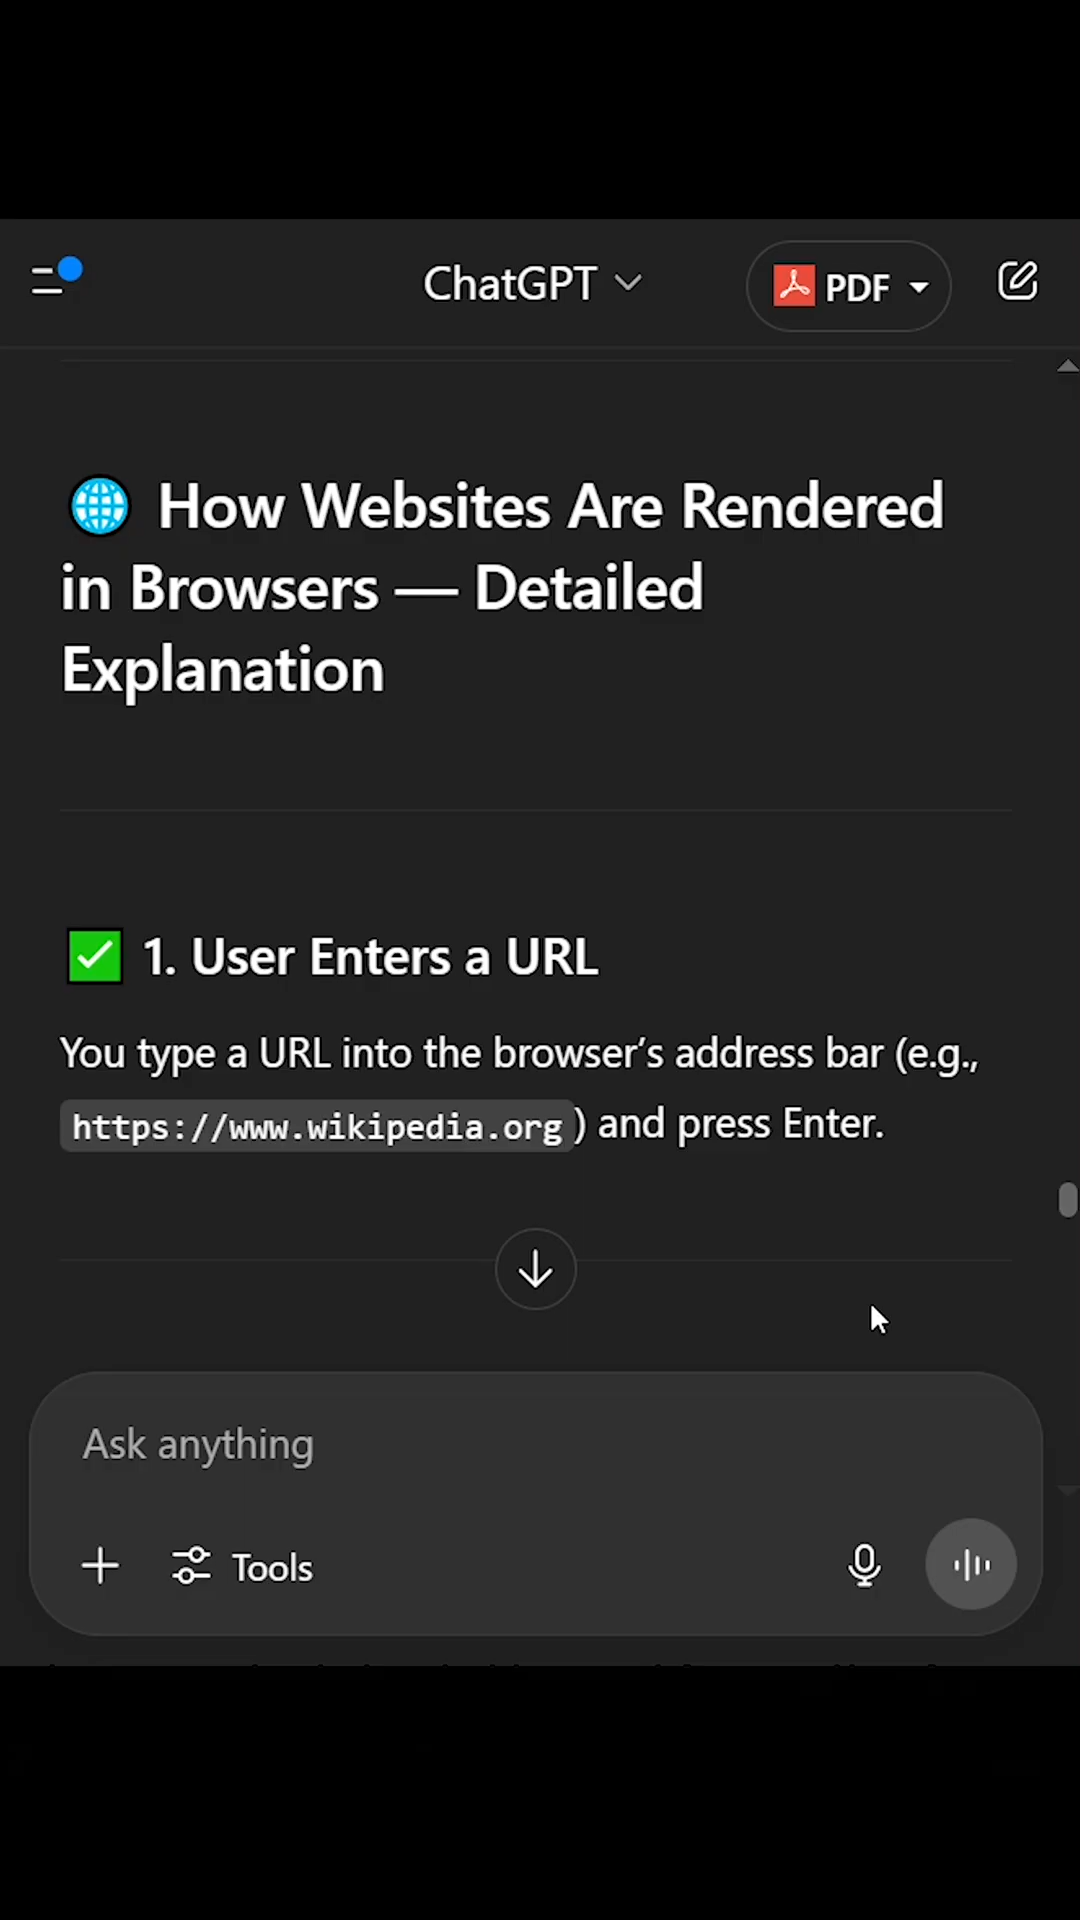 ChatGPT
PDF
How Websites Are Rendered
in Browsers — Detailed
Explanation
1. User Enters a URL
You type a URL into the browser’s address bar (e.g.,
https://www.wikipedia.org) and press Enter.
Ask anything
Tools